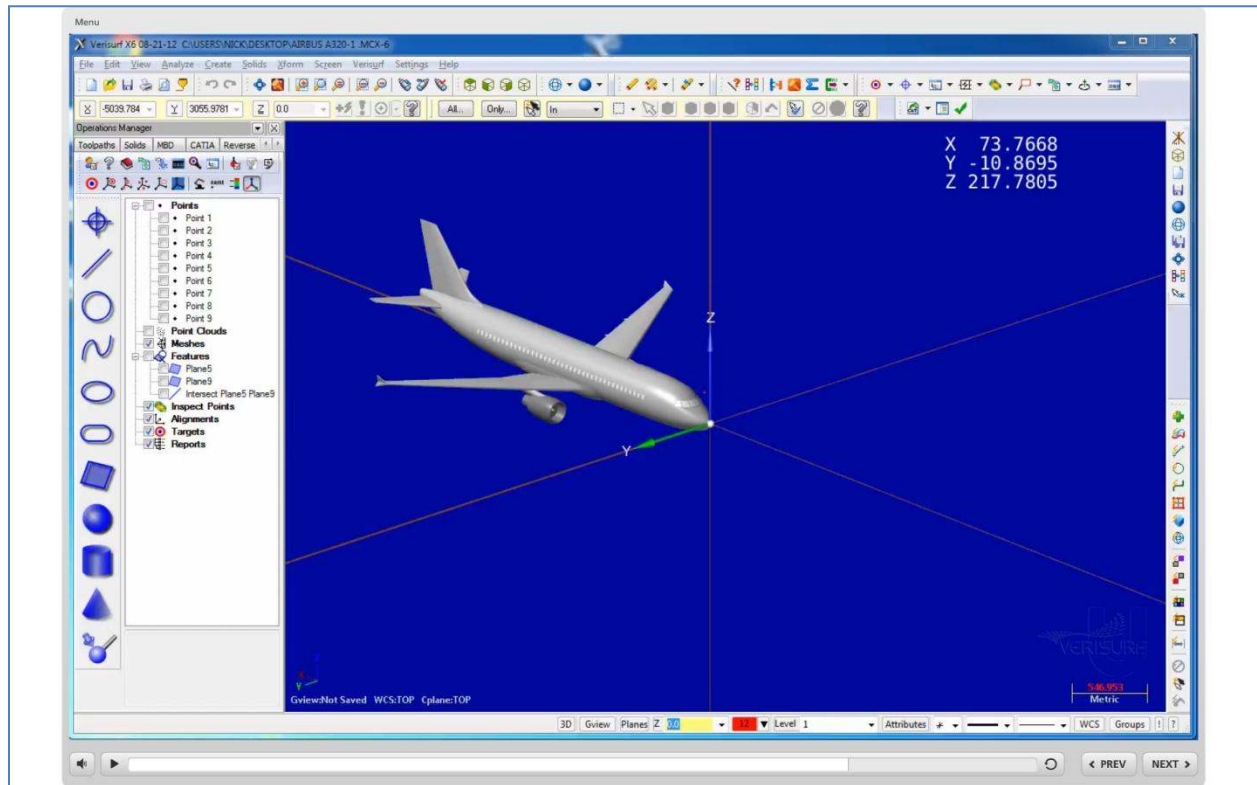 Menu
Verisurf X6 08-21-12 C:\USERS\NICK\DESKTOP\AIRBUS A320-1 .MCX-6
File Edit View Analyze Create Solids Xform Screen Verisurf Settings Help
X -5039.784 Y 3055.9781 Z 0.0 All... Only... In
Operations Manager
Toolpaths Solids MBD CATIA Reverse
X 73.7668
Y -10.8695
Z 217.7805
Points
Point 1
Point 2
Point 3
Point 4
Point 5
Point 6
Point 7
Point 8
Point 9
Point Clouds
Meshes
Features
Plane5
Plane9
Intersect Plane5 Plane9
Inspect Points
Alignments
Targets
Reports
Z
Y
VERISURF
Z
X
Y
Gview:Not Saved WCS:TOP Cplane:TOP
546.953
Metric
3D Gview Planes Z 0.0 12 Level 1 Attributes WCS Groups ! ?
PREV NEXT